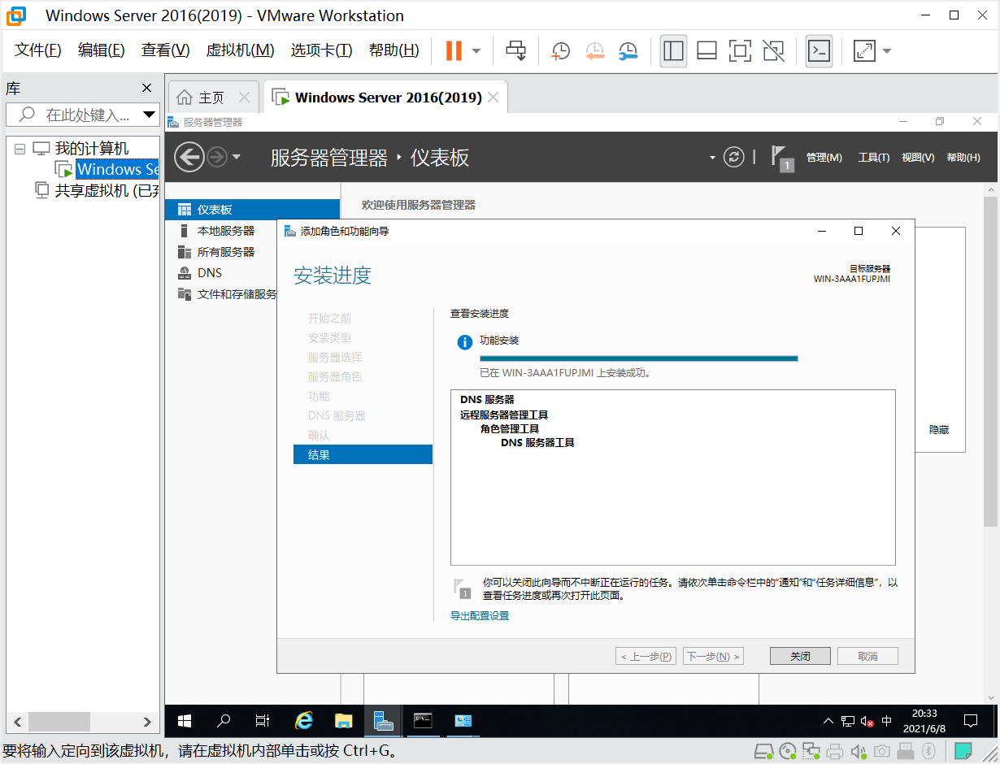 Windows Server 2016(2019) - VMware Workstation
文件(F) 编辑(E) 查看(V) 虚拟机(M) 选项卡(T) 帮助(H)
库
在此处键入...
我的计算机
Windows Se
共享虚拟机 (已弃
主页
Windows Server 2016(2019)
服务器管理器
服务器管理器 仪表板
1
管理(M) 工具(T) 视图(V) 帮助(H)
仪表板
本地服务器
所有服务器
DNS
文件和存储服务
欢迎使用服务器管理器
隐藏
添加角色和功能向导
安装进度
目标服务器
WIN-3AAA1FUPJMI
开始之前
安装类型
服务器选择
服务器角色
功能
DNS 服务器
确认
结果
查看安装进度
功能安装
已在 WIN-3AAA1FUPJMI 上安装成功。
DNS 服务器
远程服务器管理工具
角色管理工具
DNS 服务器工具
1
你可以关闭此向导而不中断正在运行的任务。请依次单击命令栏中的"通知"和"任务详细信息"，以
查看任务进度或再次打开此页面。
导出配置设置
< 上一步(P) 下一步(N) > 关闭 取消
中
20:33
2021/6/8
要将输入定向到该虚拟机，请在虚拟机内部单击或按 Ctrl+G。